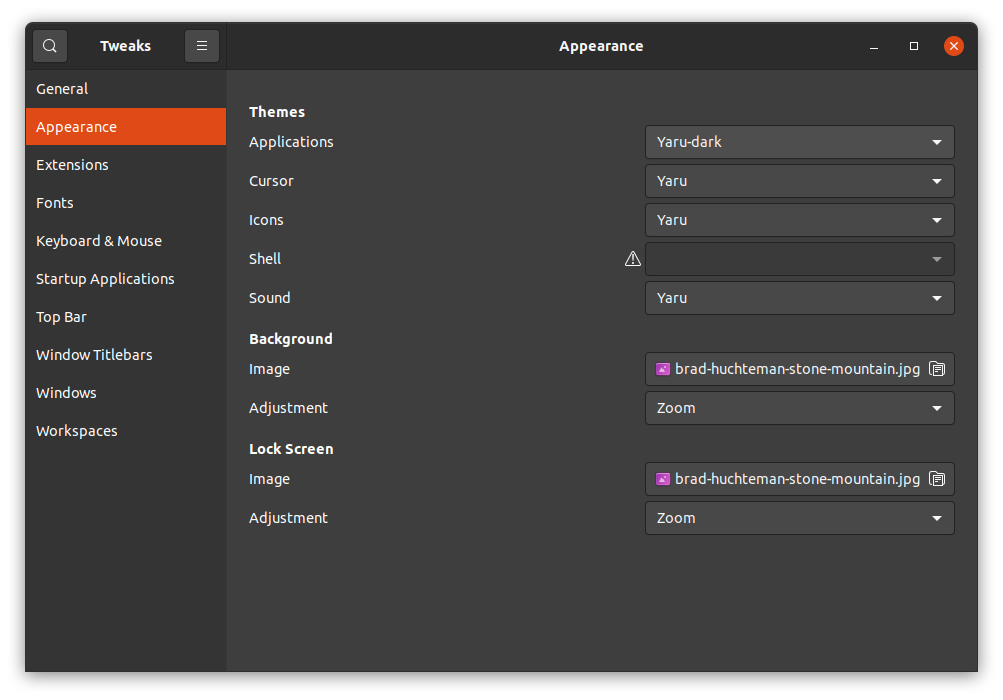 Tweaks
Appearance
General
Appearance
Extensions
Fonts
Keyboard & Mouse
Startup Applications
Top Bar
Window Titlebars
Windows
Workspaces
Themes
Applications Yaru-dark
Cursor Yaru
Icons Yaru
Shell
Sound Yaru
Background
Image brad-huchteman-stone-mountain.jpg
Adjustment Zoom
Lock Screen
Image brad-huchteman-stone-mountain.jpg
Adjustment Zoom